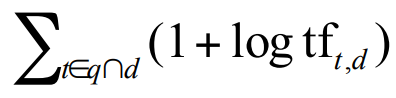 ∑t∈q∩d (1 + log tft,d)